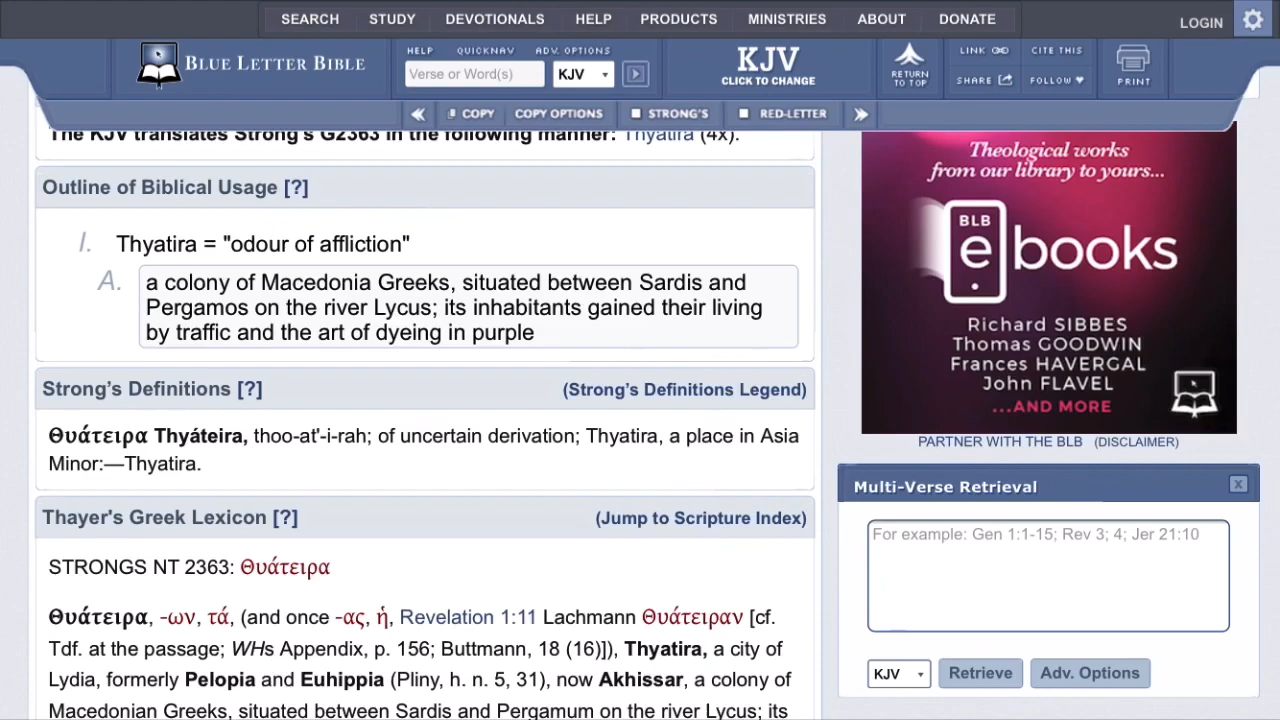 SEARCH STUDY DEVOTIONALS HELP PRODUCTS MINISTRIES ABOUT DONATE LOGIN
BLUE LETTER BIBLE
HELP QUICKNAV ADV. OPTIONS
Verse or Word(s) KJV
KJV
CLICK TO CHANGE
RETURN
TO TOP
LINK CITE THIS
SHARE FOLLOW
PRINT
COPY COPY OPTIONS STRONG'S RED-LETTER
The KJV translates Strong's G2363 in the following manner: Thyatira (4x).
Outline of Biblical Usage [?]
I. Thyatira = "odour of affliction"
A. a colony of Macedonia Greeks, situated between Sardis and
Pergamos on the river Lycus; its inhabitants gained their living
by traffic and the art of dyeing in purple
Strong's Definitions [?] (Strong's Definitions Legend)
Θυάτειρα Thyáteira, thoo-at'-i-rah; of uncertain derivation; Thyatira, a place in Asia
Minor:—Thyatira.
Thayer's Greek Lexicon [?] (Jump to Scripture Index)
STRONGS NT 2363: Θυάτειρα
Θυάτειρα, -ων, τά, (and once -ας, ἡ, Revelation 1:11 Lachmann Θυάτειραν [cf.
Tdf. at the passage; WHs Appendix, p. 156; Buttmann, 18 (16)]), Thyatira, a city of
Lydia, formerly Pelopia and Euhippia (Pliny, h. n. 5, 31), now Akhissar, a colony of
Macedonian Greeks, situated between Sardis and Pergamum on the river Lycus; its
Theological works
from our library to yours...
BLB
e books
Richard SIBBES
Thomas GOODWIN
Frances HAVERGAL
John FLAVEL
...AND MORE
PARTNER WITH THE BLB (DISCLAIMER)
Multi-Verse Retrieval x
For example: Gen 1:1-15; Rev 3; 4; Jer 21:10
KJV Retrieve Adv. Options